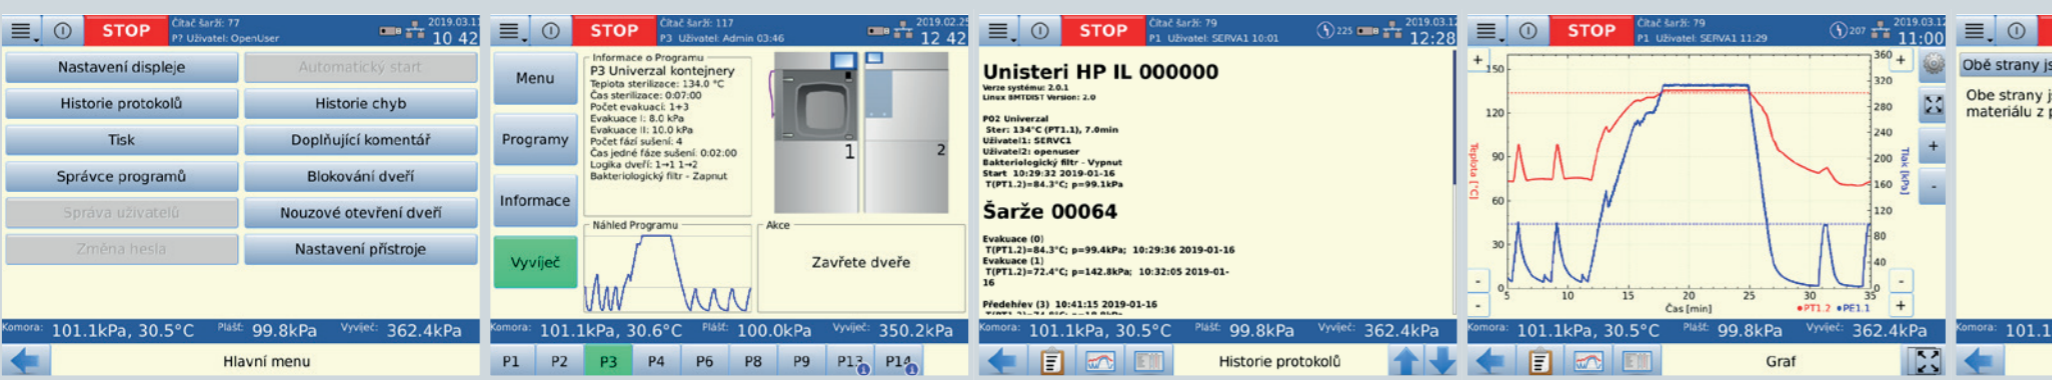 STOP
Čítač šarží: 77
P? Uživatel: OpenUser
2019.03.11
10 42
Nastavení displeje
Automatický start
Historie protokolů
Historie chyb
Tisk
Doplňující komentář
Správce programů
Blokování dveří
Správa uživatelů
Nouzové otevření dveří
Změna hesla
Nastavení přístroje
Komora: 101.1kPa, 30.5°C Plášť: 99.8kPa Vyvíječ: 362.4kPa
Hlavní menu
STOP
Čítač šarží: 117
P3 Uživatel: Admin 03:46
2019.02.25
12 42
Menu
Programy
Informace
Vyvíječ
Informace o Programu
P3 Univerzal kontejnery
Teplota sterilizace: 134.0 °C
Čas sterilizace: 0:07:00
Počet evakuací: 1+3
Evakuace I: 8.0 kPa
Evakuace II: 10.0 kPa
Počet fází sušení: 4
Čas jedné fáze sušení: 0:02:00
Logika dveří: 1→1 1→2
Bakteriologický filtr - Zapnut
1
2
Náhled Programu
Akce
Zavřete dveře
Komora: 101.1kPa, 30.6°C Plášť: 100.0kPa Vyvíječ: 350.2kPa
P1 P2 P3 P4 P6 P8 P9 P13 P14
STOP
Čítač šarží: 79
P1 Uživatel: SERVA1 10:01
225
2019.03.12
12:28
Unisteri HP IL 000000
Verze systému: 2.0.1
Linux BMTDIST Version: 2.0
P02 Univerzal
Ster: 134°C (PT1.1), 7.0min
Uživatel1: SERVC1
Uživatel2: openuser
Bakteriologický filtr - Vypnut
Start 10:29:32 2019-01-16
T(PT1.2)=84.3°C; p=99.1kPa
Šarže 00064
Evakuace (0)
T(PT1.2)=84.3°C; p=99.4kPa; 10:29:36 2019-01-16
Evakuace (1)
T(PT1.2)=72.4°C; p=142.8kPa; 10:32:05 2019-01-
16
Předehřev (3) 10:41:15 2019-01-16
Komora: 101.1kPa, 30.5°C Plášť: 99.8kPa Vyvíječ: 362.4kPa
Historie protokolů
STOP
Čítač šarží: 79
P1 Uživatel: SERVA1 11:29
207
2019.03.12
11:00
+
150
120
90
60
30
0
-
-
Teplota [°C]
360
320
280
240
200
160
120
80
40
0
+
+
-
-
+
Tlak [kPa]
5 10 15 20 25 30 35
Čas [min]
PT1.2 PE1.1
Komora: 101.1kPa, 30.5°C Plášť: 99.8kPa Vyvíječ: 362.4kPa
Graf
Obě strany js
Obe strany j
materiálu z p
Komora: 101.1